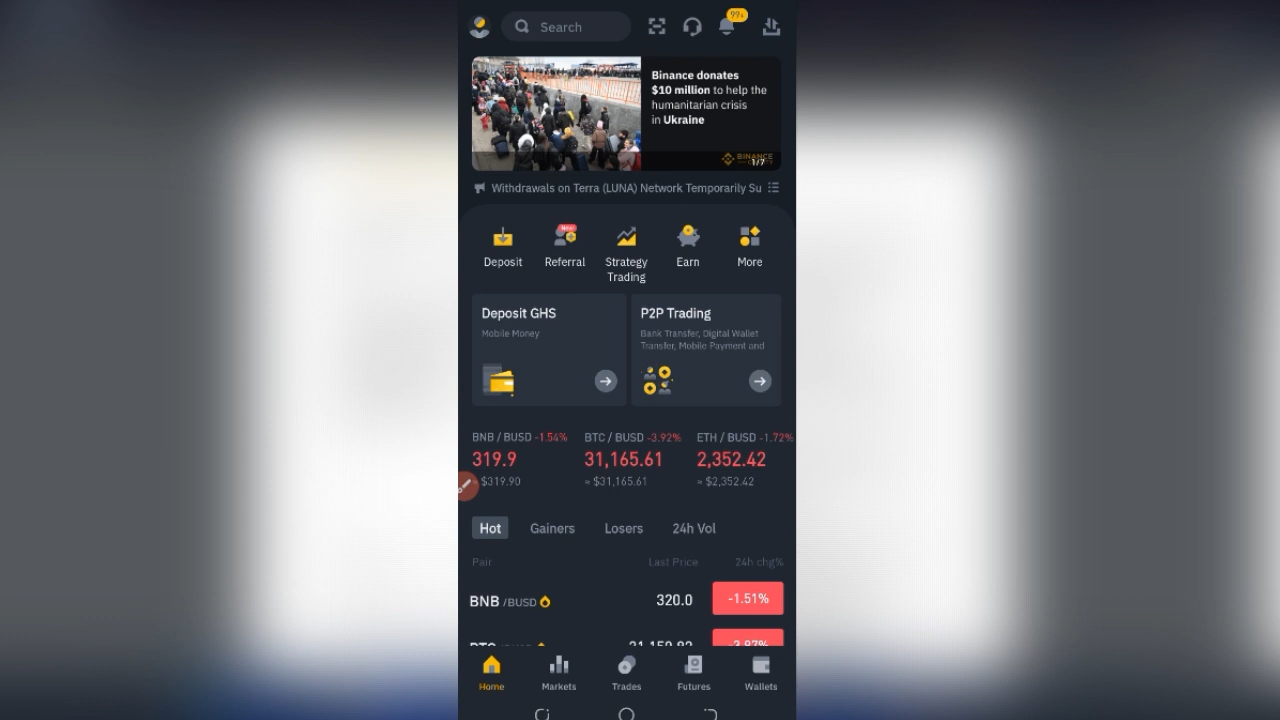 Search
99+
Binance donates
$10 million to help the
humanitarian crisis
in Ukraine
BINANCE
1/7
Withdrawals on Terra (LUNA) Network Temporarily Su
New
Deposit
Referral
Strategy
Trading
Earn
More
Deposit GHS
Mobile Money
P2P Trading
Bank Transfer, Digital Wallet
Transfer, Mobile Payment and
BNB / BUSD -1.54%
319.9
$319.90
BTC / BUSD -3.92%
31,165.61
≈ $31,165.61
ETH / BUSD -1.72%
2,352.42
≈ $2,352.42
Hot Gainers Losers 24h Vol
Pair Last Price 24h chg%
BNB /BUSD 320.0 -1.51%
Home Markets Trades Futures Wallets